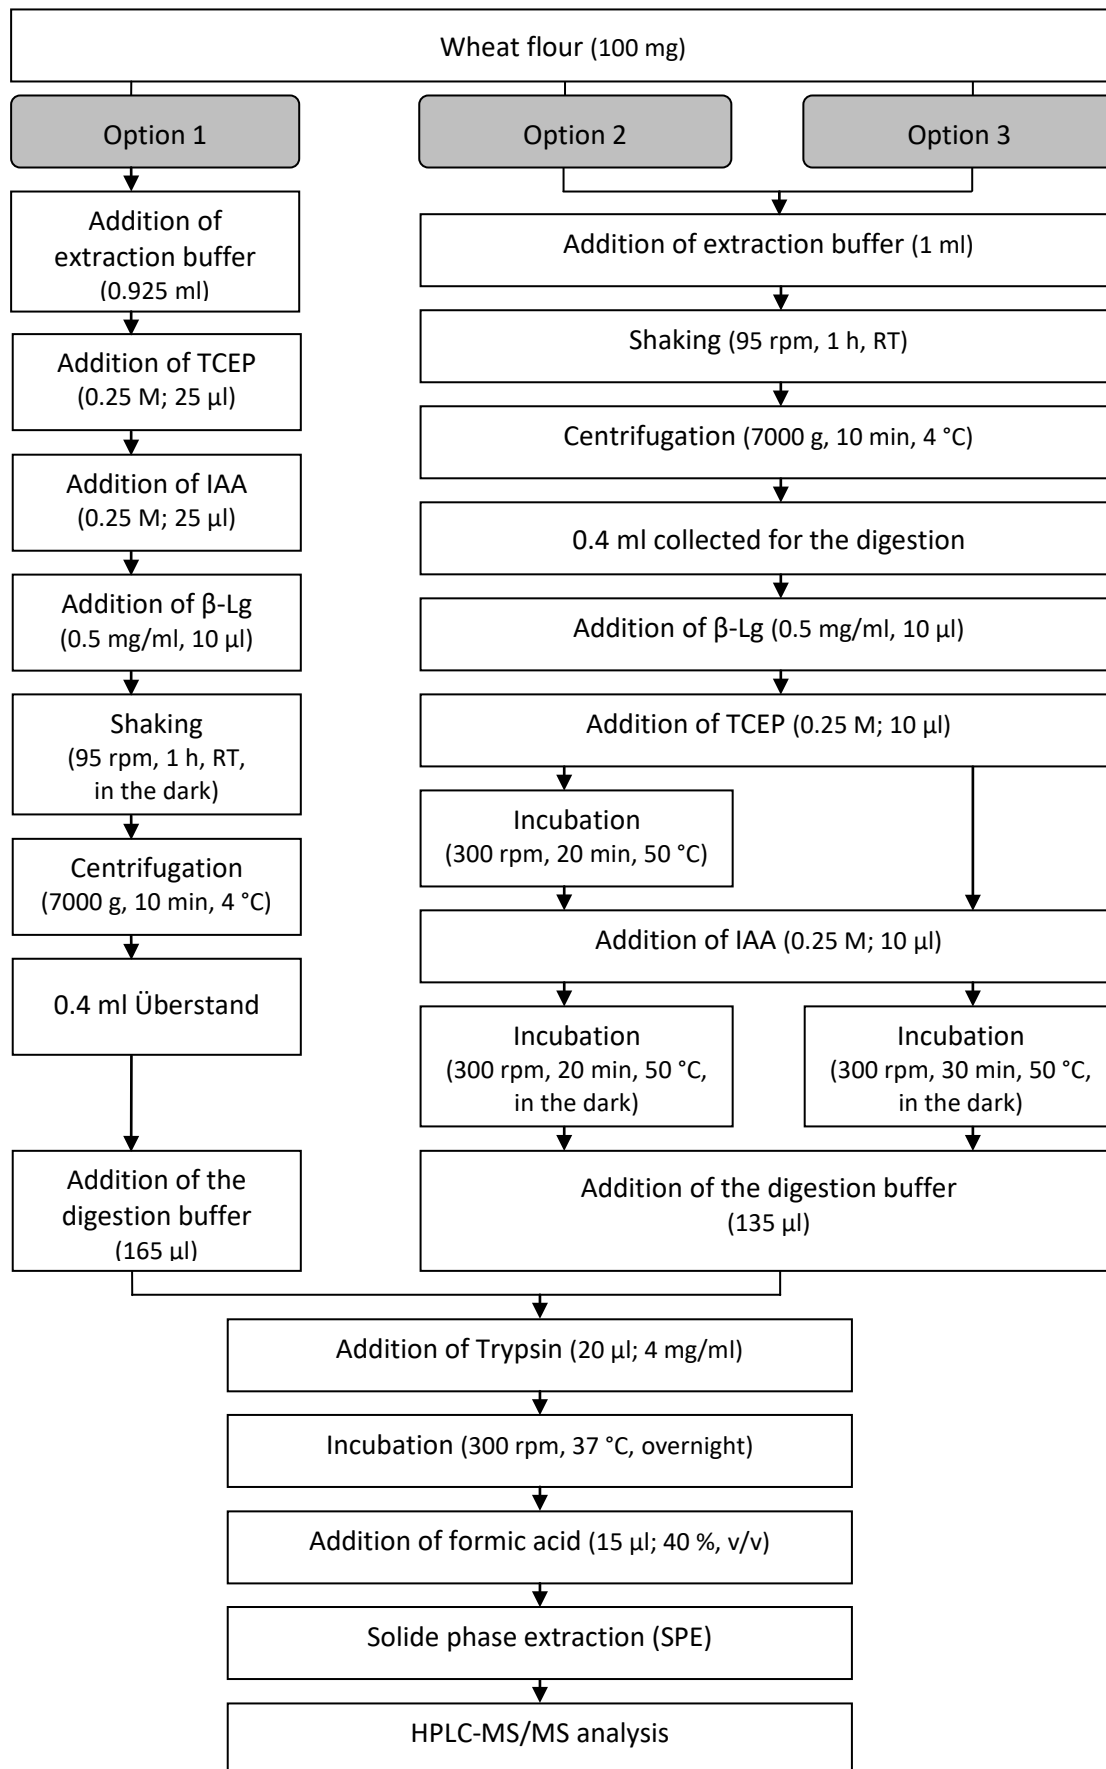 Wheat flour (100 mg)
Option 1
Option 2
Option 3
Addition of
extraction buffer
(0.925 ml)
Addition of TCEP
(0.25 M; 25 µl)
Addition of IAA
(0.25 M; 25 µl)
Addition of β-Lg
(0.5 mg/ml, 10 µl)
Shaking
(95 rpm, 1 h, RT,
in the dark)
Centrifugation
(7000 g, 10 min, 4 °C)
0.4 ml Überstand
Addition of the
digestion buffer
(165 µl)
Addition of extraction buffer (1 ml)
Shaking (95 rpm, 1 h, RT)
Centrifugation (7000 g, 10 min, 4 °C)
0.4 ml collected for the digestion
Addition of β-Lg (0.5 mg/ml, 10 µl)
Addition of TCEP (0.25 M; 10 µl)
Incubation
(300 rpm, 20 min, 50 °C)
Addition of IAA (0.25 M; 10 µl)
Incubation
(300 rpm, 20 min, 50 °C,
in the dark)
Incubation
(300 rpm, 30 min, 50 °C,
in the dark)
Addition of the digestion buffer
(135 µl)
Addition of Trypsin (20 µl; 4 mg/ml)
Incubation (300 rpm, 37 °C, overnight)
Addition of formic acid (15 µl; 40 %, v/v)
Solide phase extraction (SPE)
HPLC-MS/MS analysis